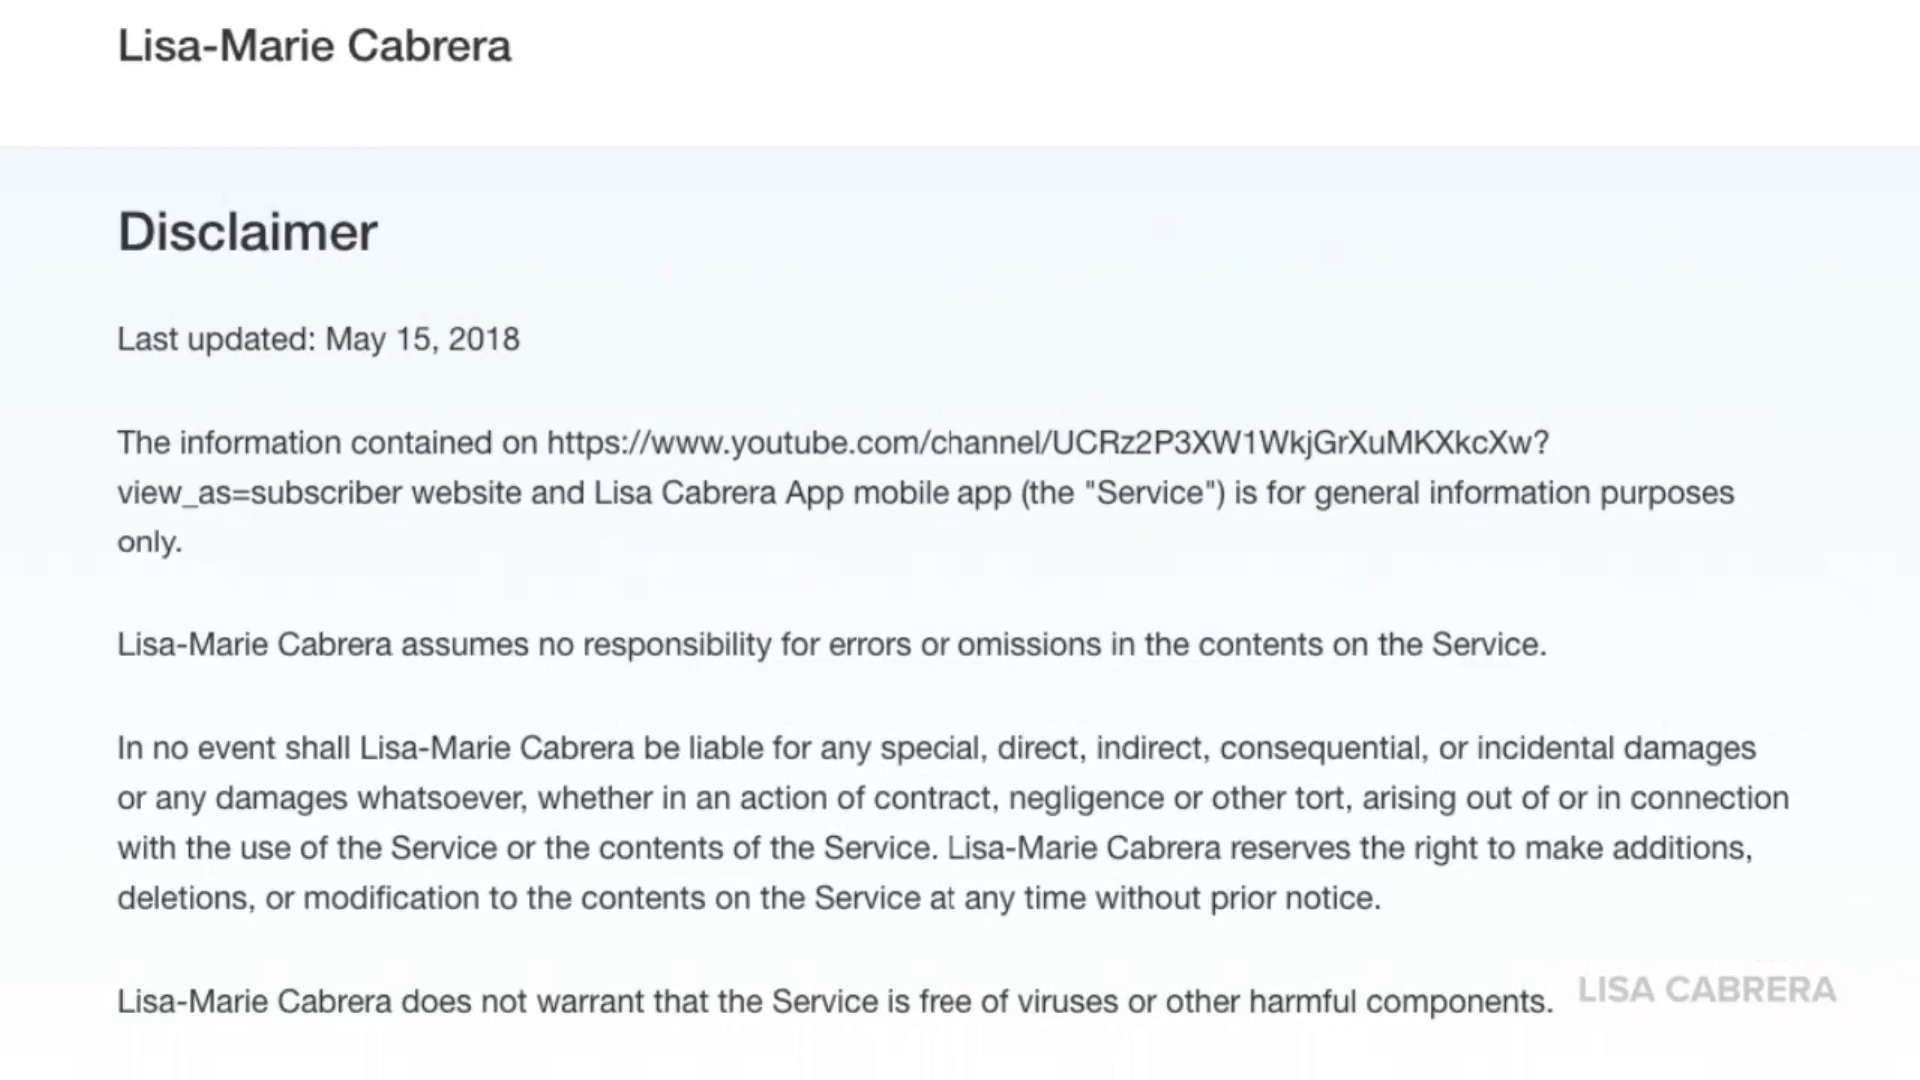 Lisa-Marie Cabrera
Disclaimer
Last updated: May 15, 2018
The information contained on https://www.youtube.com/channel/UCRz2P3XW1WkjGrXuMKXkcXw?
view_as=subscriber website and Lisa Cabrera App mobile app (the "Service") is for general information purposes
only.
Lisa-Marie Cabrera assumes no responsibility for errors or omissions in the contents on the Service.
In no event shall Lisa-Marie Cabrera be liable for any special, direct, indirect, consequential, or incidental damages
or any damages whatsoever, whether in an action of contract, negligence or other tort, arising out of or in connection
with the use of the Service or the contents of the Service. Lisa-Marie Cabrera reserves the right to make additions,
deletions, or modification to the contents on the Service at any time without prior notice.
Lisa-Marie Cabrera does not warrant that the Service is free of viruses or other harmful components.
LISA CABRERA